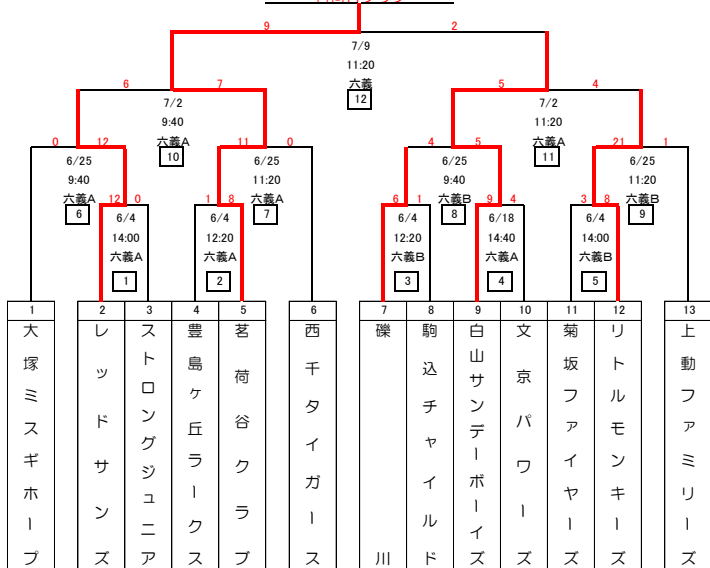 9 2
7/9
11:20
六義
12
6 7 5 4
7/2 7/2
9:40 11:20
六義A 六義A
10 11
0 12 11 0 4 5 21 1
6/25 6/25 6/25 6/25
9:40 11:20 9:40 11:20
六義A 六義A 六義B 六義B
6 7 8 9
12 0 1 8 6 1 9 4 3 8
6/4 6/4 6/4 6/18 6/4
14:00 12:20 12:20 14:40 14:00
六義A 六義A 六義B 六義A 六義B
1 2 3 4 5
1 2 3 4 5 6 7 8 9 10 11 12 13
大塚ミスギホープ
レッドサンズ
ストロングジュニア
豊島ヶ丘ラークス
茗荷谷クラブ
西千タイガース
礫川
駒込チャイルド
白山サンデーボーイズ
文京パワーズ
菊坂ファイヤーズ
リトルモンキーズ
上動ファミリーズ